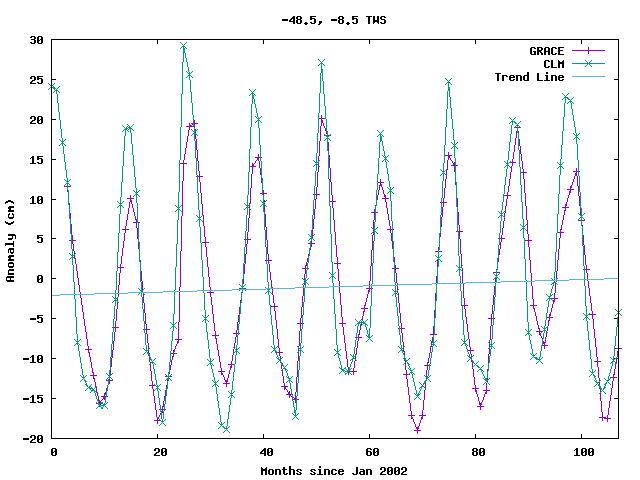 -48.5, -8.5 TWS
GRACE
CLM
Trend Line
30
25
20
15
10
5
0
-5
-10
-15
-20
Anomaly (cm)
0 20 40 60 80 100
Months since Jan 2002